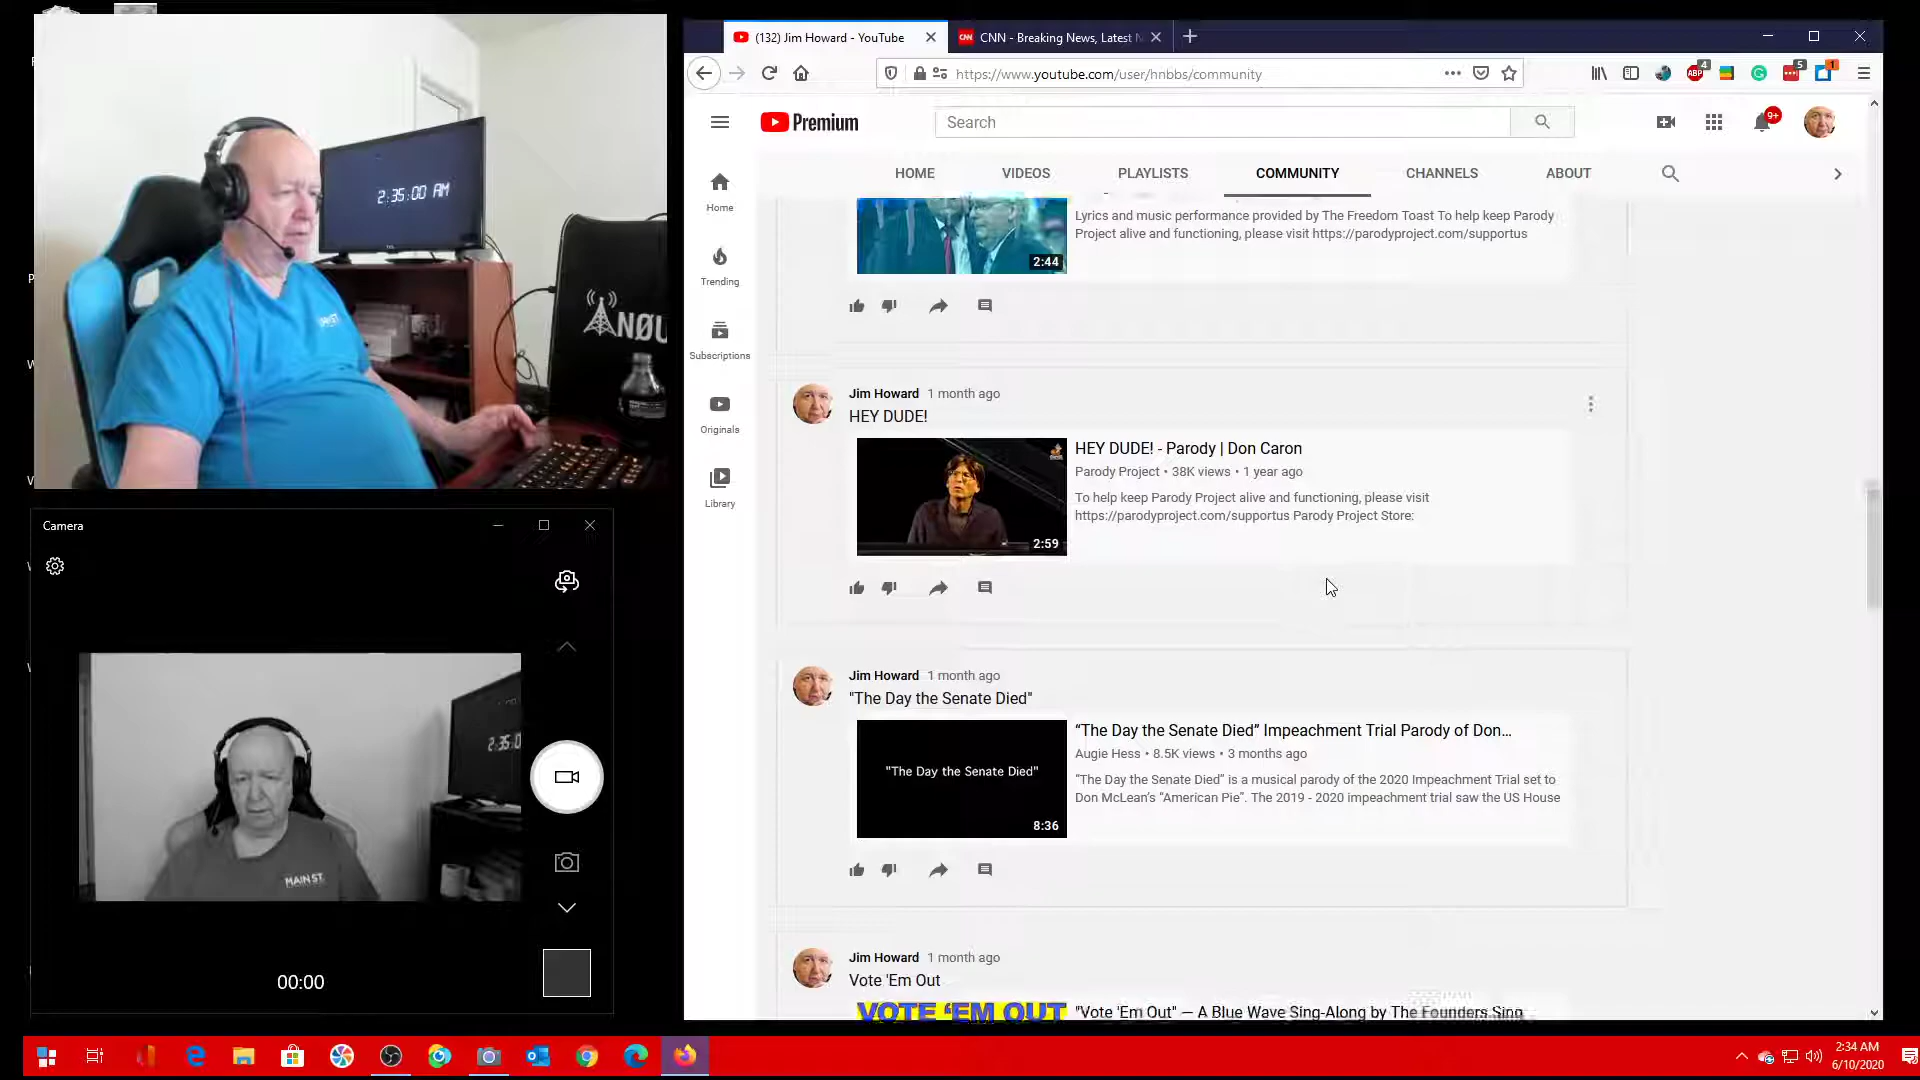 2:35:00 AM
MAIN ST.
NØU
Camera
2:35:0
MAIN ST.
00:00
(132) Jim Howard - YouTube
CNN - Breaking News, Latest N
https://www.youtube.com/user/hnbbs/community
4
5
1
Premium
Search
9+
HOME
VIDEOS
PLAYLISTS
COMMUNITY
CHANNELS
ABOUT
Home
Trending
Subscriptions
Originals
Library
Lyrics and music performance provided by The Freedom Toast To help keep Parody
Project alive and functioning, please visit https://parodyproject.com/supportus
2:44
Jim Howard 1 month ago
HEY DUDE!
HEY DUDE! - Parody | Don Caron
Parody Project • 38K views • 1 year ago
To help keep Parody Project alive and functioning, please visit
https://parodyproject.com/supportus Parody Project Store:
2:59
Jim Howard 1 month ago
"The Day the Senate Died"
"The Day the Senate Died"
8:36
“The Day the Senate Died” Impeachment Trial Parody of Don...
Augie Hess • 8.5K views • 3 months ago
“The Day the Senate Died” is a musical parody of the 2020 Impeachment Trial set to
Don McLean’s “American Pie”. The 2019 - 2020 impeachment trial saw the US House
Jim Howard 1 month ago
Vote 'Em Out
VOTE ‘EM OUT
"Vote 'Em Out" — A Blue Wave Sing-Along by The Founders Sing
2:34 AM
6/10/2020